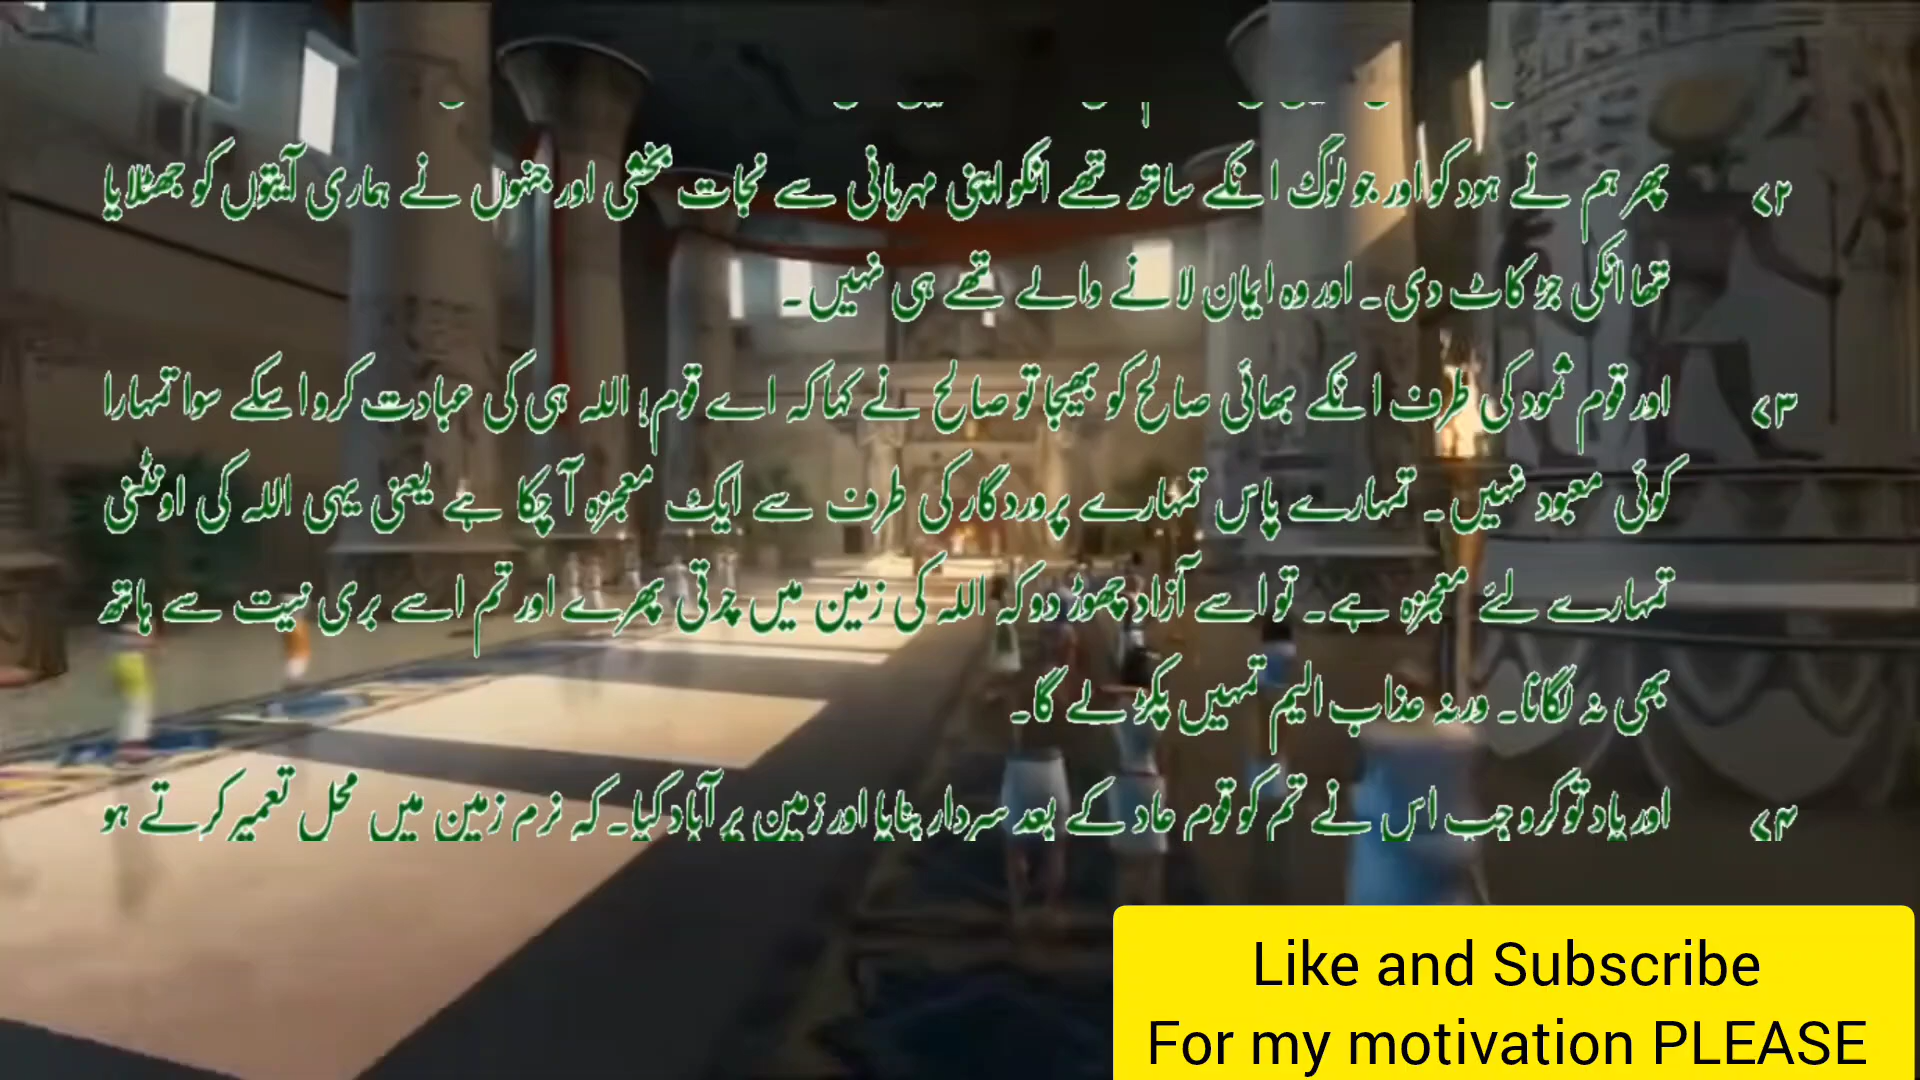 ۷۲ پھر ہم نے ہود کو اور جو لوگ انکے ساتھ تھے انکو اپنی مہربانی سے نجات بخشی اور جنہوں نے ہماری آیتوں کو جھٹلایا
تھا انکی جڑ کاٹ دی۔ اور وہ ایمان لانے والے تھے ہی نہیں۔
۷۳ اور قوم ثمود کی طرف انکے بھائی صالح کو بھیجا تو صالح نے کہا کہ اے قوم! اللہ ہی کی عبادت کرو اسکے سوا تمہارا
کوئی معبود نہیں۔ تمہارے پاس تمہارے پروردگار کی طرف سے ایک معجزہ آ چکا ہے یعنی یہی اللہ کی اونٹنی
تمہارے لئے معجزہ ہے۔ تو اسے آزاد چھوڑ دو کہ اللہ کی زمین میں چرتی پھرے اور تم اسے بری نیت سے ہاتھ
بھی نہ لگانا۔ ورنہ عذاب الیم تمہیں پکڑ لے گا۔
۷۴ اور یاد تو کرو جب اس نے تم کو قوم عاد کے بعد سردار بنایا اور زمین پر آباد کیا۔ کہ نرم زمین میں محل تعمیر کرتے ہو
Like and Subscribe
For my motivation PLEASE